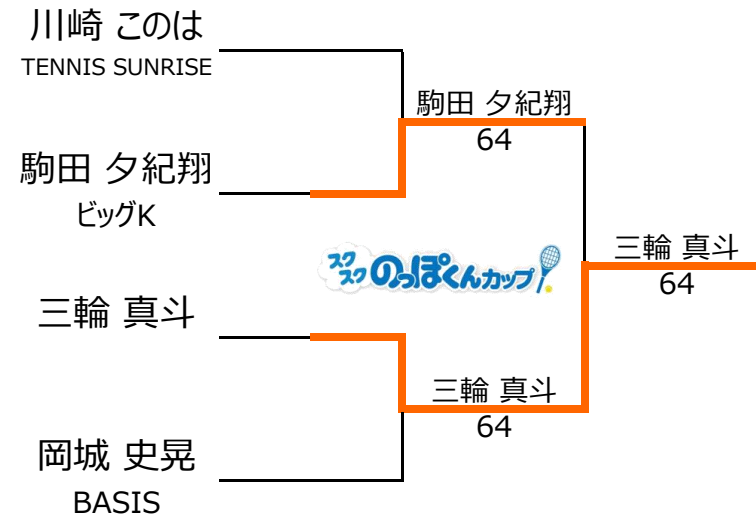 川崎 このは
TENNIS SUNRISE
駒田 夕紀翔
64
駒田 夕紀翔
ビッグK
スクスク のっぽくんカップ
三輪 真斗
64
三輪 真斗
三輪 真斗
64
岡城 史晃
BASIS